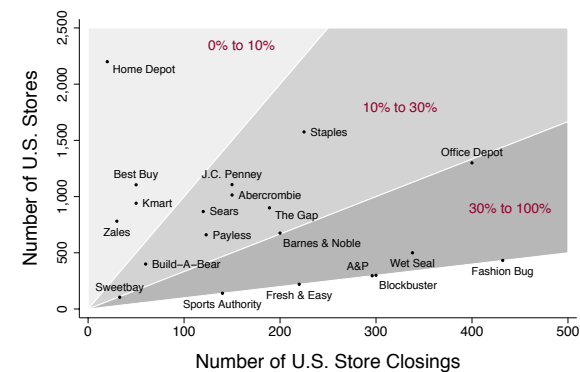 2,500
2,000
1,500
1,000
500
0
Number of U.S. Stores
0% to 10%
Home Depot
10% to 30%
Staples
Office Depot
Best Buy
J.C. Penney
Abercrombie
Kmart
Sears
The Gap
30% to 100%
Zales
Payless
Barnes & Noble
Build−A−Bear
A&P
Wet Seal
Fashion Bug
Sweetbay
Blockbuster
Fresh & Easy
Sports Authority
0
100
200
300
400
500
Number of U.S. Store Closings